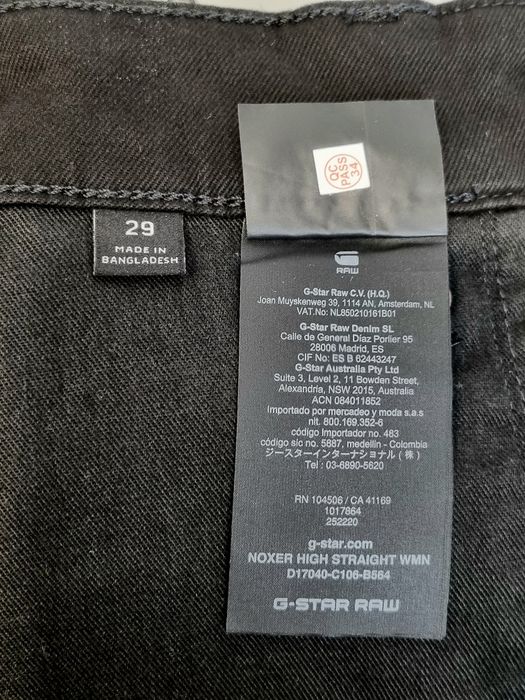 QC
PASS
34
29
MADE IN
BANGLADESH
RAW
G-Star Raw C.V. (H.Q.)
Joan Muyskenweg 39, 1114 AN, Amsterdam, NL
VAT.No: NL850210161B01
G-Star Raw Denim SL
Calle de General Díaz Porlier 95
28006 Madrid, ES
CIF No: ES B 62443247
G-Star Australia Pty Ltd
Suite 3, Level 2, 11 Bowden Street,
Alexandria, NSW 2015, Australia
ACN 084011852
Importado por mercadeo y moda s.a.s
nit. 800.169.352-6
código Importador no. 483
código sic no. 5887, medellin - Colombia
ジースターインターナショナル (株)
Tel : 03-6890-5620
RN 104506 / CA 41169
1017864
252220
g-star.com
NOXER HIGH STRAIGHT WMN
D17040-C106-B564
G-STAR RAW